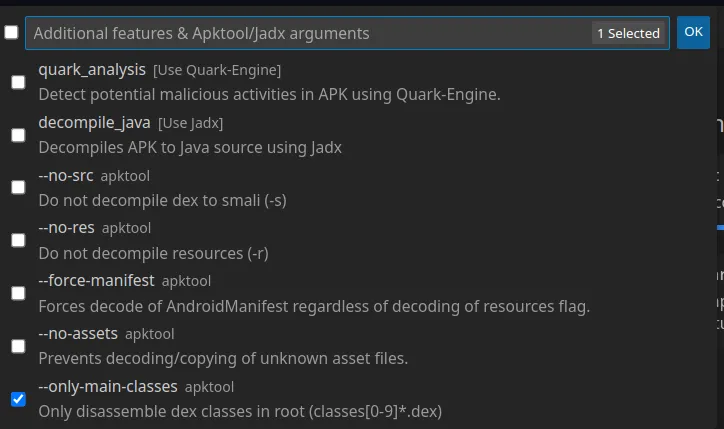 Additional features & Apktool/Jadx arguments 1 Selected OK
quark_analysis [Use Quark-Engine]
Detect potential malicious activities in APK using Quark-Engine.
decompile_java [Use Jadx]
Decompiles APK to Java source using Jadx
--no-src apktool
Do not decompile dex to smali (-s)
--no-res apktool
Do not decompile resources (-r)
--force-manifest apktool
Forces decode of AndroidManifest regardless of decoding of resources flag.
--no-assets apktool
Prevents decoding/copying of unknown asset files.
--only-main-classes apktool
Only disassemble dex classes in root (classes[0-9]*.dex)